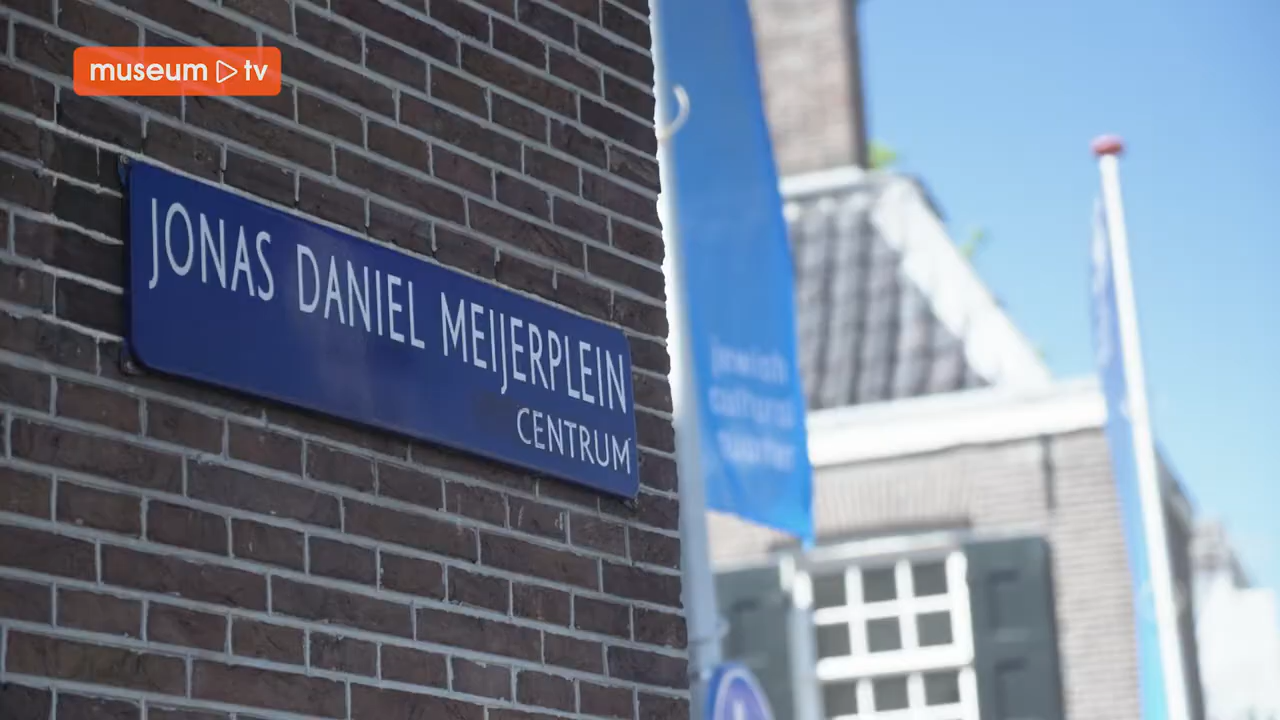 museum tv
JONAS DANIEL MEIJERPLEIN
CENTRUM
jewish
cultural
quarter